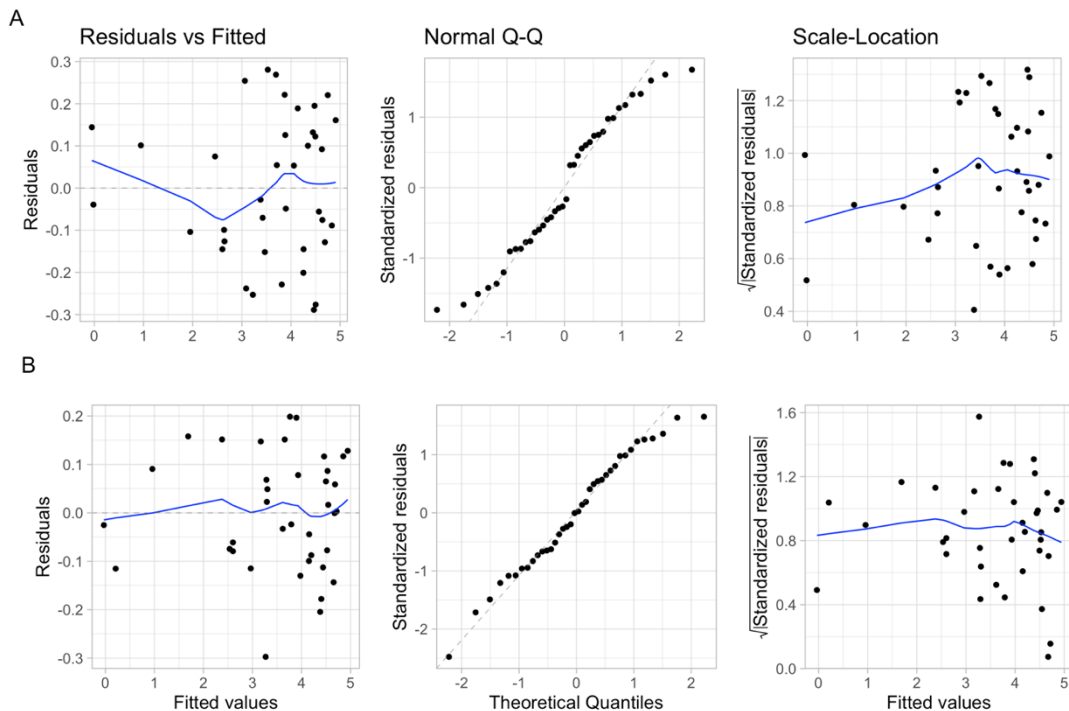 A
Residuals vs Fitted
Normal Q-Q
Scale-Location
Residuals
0.3
0.2
0.1
0.0
-0.1
-0.2
-0.3
0 1 2 3 4 5
Standardized residuals
1
0
-1
-2 -1 0 1 2
√|Standardized residuals|
1.2
1.0
0.8
0.6
0.4
0 1 2 3 4 5
B
Residuals
0.2
0.1
0.0
-0.1
-0.2
-0.3
0 1 2 3 4 5
Fitted values
Standardized residuals
1
0
-1
-2
-2 -1 0 1 2
Theoretical Quantiles
√|Standardized residuals|
1.6
1.2
0.8
0.4
0.0
0 1 2 3 4 5
Fitted values